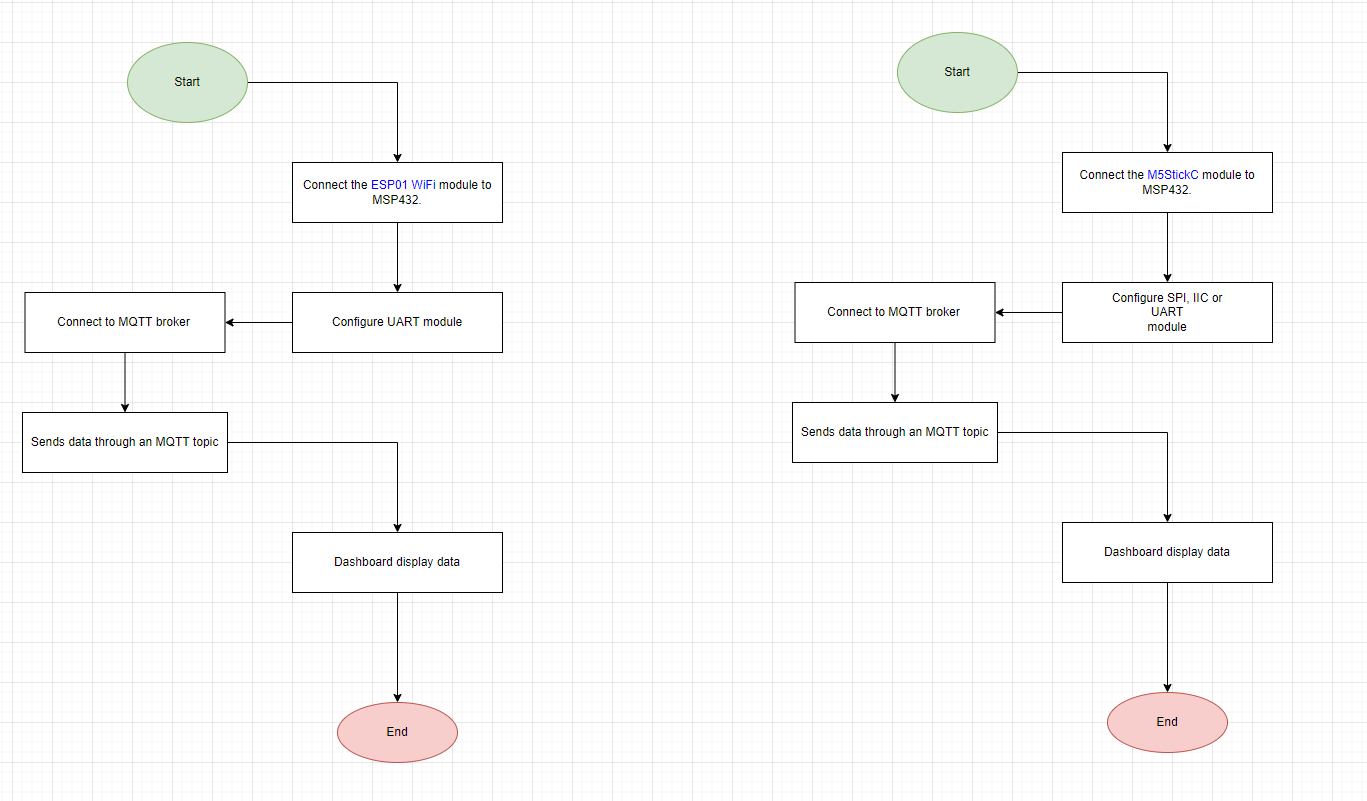 Start
Connect the ESP01 WiFi module to
MSP432.
Configure UART module
Connect to MQTT broker
Sends data through an MQTT topic
Dashboard display data
End
Start
Connect the M5StickC module to
MSP432.
Configure SPI, IIC or
UART
module
Connect to MQTT broker
Sends data through an MQTT topic
Dashboard display data
End